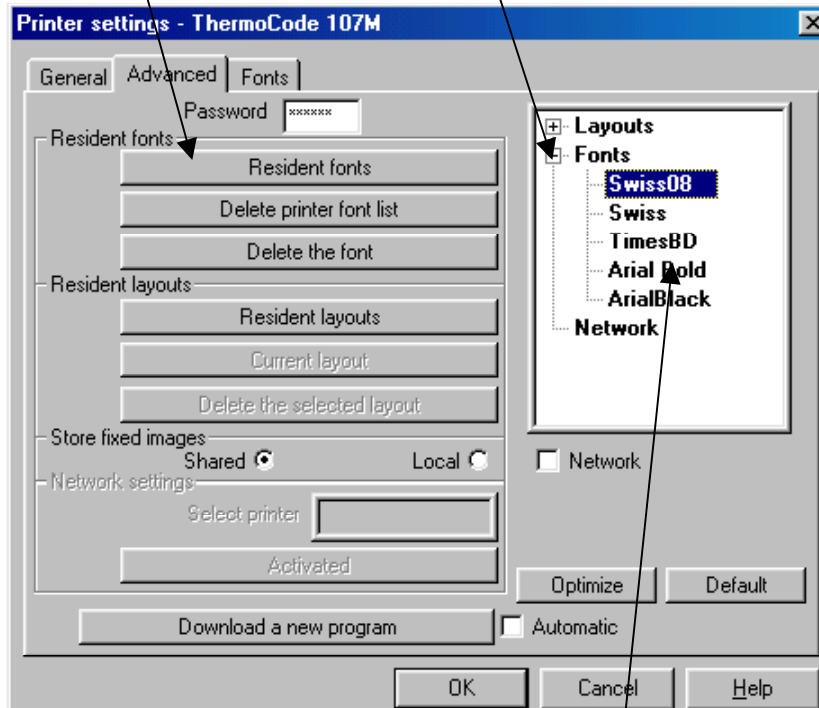 Printer settings - ThermoCode 107M
General Advanced Fonts
Password xxxxxx
Resident fonts
Resident fonts
Delete printer font list
Delete the font
Resident layouts
Resident layouts
Current layout
Delete the selected layout
Store fixed images
Shared Local
Network settings
Select printer
Activated
Download a new program
Layouts
Fonts
Swiss08
Swiss
TimesBD
Arial Bold
ArialBlack
Network
Network
Optimize Default
Automatic
OK Cancel Help